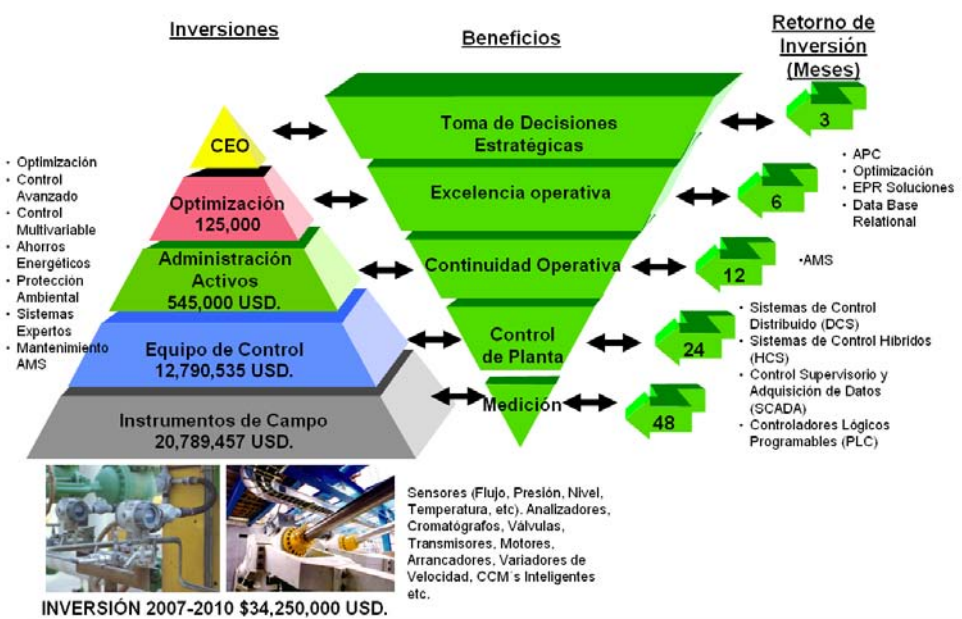 Inversiones
Beneficios
Retorno de
Inversión
(Meses)
CEO
Optimización
125,000
Administración
Activos
545,000 USD.
Equipo de Control
12,790,535 USD.
Instrumentos de Campo
20,789,457 USD.
• Optimización
• Control
Avanzado
• Control
Multivariable
• Ahorros
Energéticos
• Protección
Ambiental
• Sistemas
Expertos
• Mantenimiento
AMS
Toma de Decisiones
Estratégicas
Excelencia operativa
Continuidad Operativa
Control
de Planta
Medición
3
6
12
24
48
• APC
• Optimización
• EPR Soluciones
• Data Base
Relational
•AMS
• Sistemas de Control
Distribuido (DCS)
• Sistemas de Control Híbridos
(HCS)
• Control Supervisorio y
Adquisición de Datos
(SCADA)
• Controladores Lógicos
Programables (PLC)
Sensores (Flujo, Presión, Nivel,
Temperatura, etc). Analizadores,
Cromatógrafos, Válvulas,
Transmisores, Motores,
Arrancadores, Variadores de
Velocidad, CCM´s Inteligentes
etc.
INVERSIÓN 2007-2010 $34,250,000 USD.